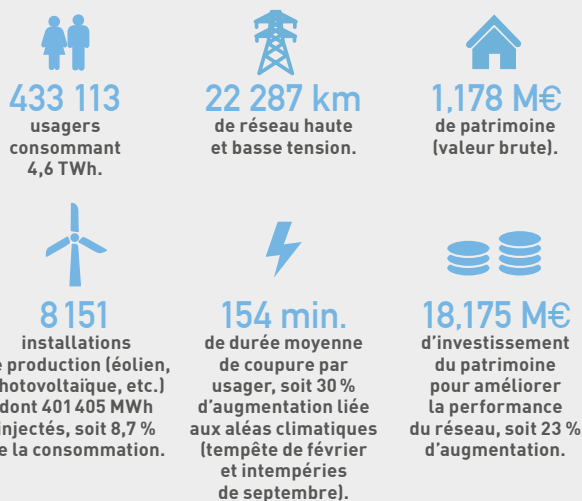 433 113
usagers
consommant
4,6 TWh.
22 287 km
de réseau haute
et basse tension.
1,178 M€
de patrimoine
(valeur brute).
8 151
installations
production (éolien,
photovoltaïque, etc.)
dont 401 405 MWh
injectés, soit 8,7 %
la consommation.
154 min.
de durée moyenne
de coupure par
usager, soit 30 %
d'augmentation liée
aux aléas climatiques
(tempête de février
et intempéries
de septembre).
18,175 M€
d'investissement
du patrimoine
pour améliorer
la performance
du réseau, soit 23 %
d'augmentation.